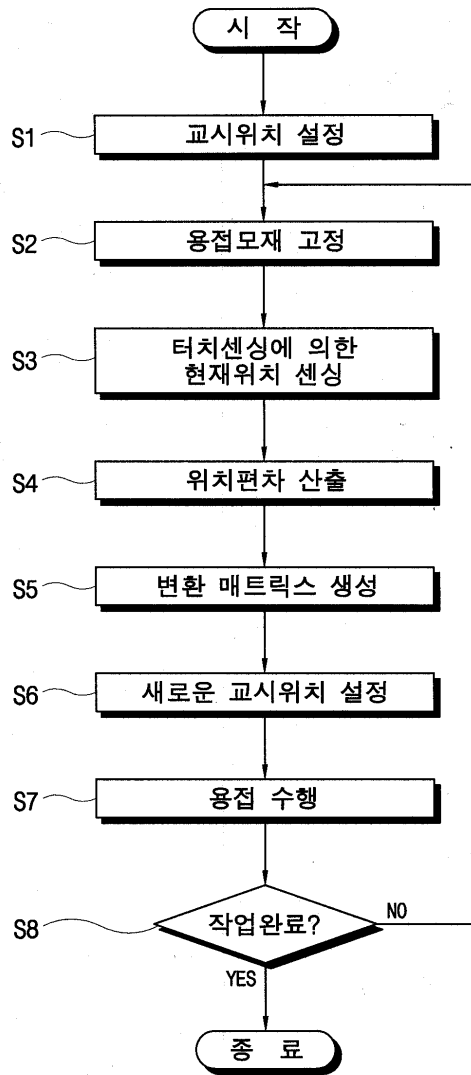 시 작
S1
교시위치 설정
S2
용접모재 고정
S3
터치센싱에 의한
현재위치 센싱
S4
위치편차 산출
S5
변환 매트릭스 생성
S6
새로운 교시위치 설정
S7
용접 수행
S8
작업완료?
NO
YES
종 료